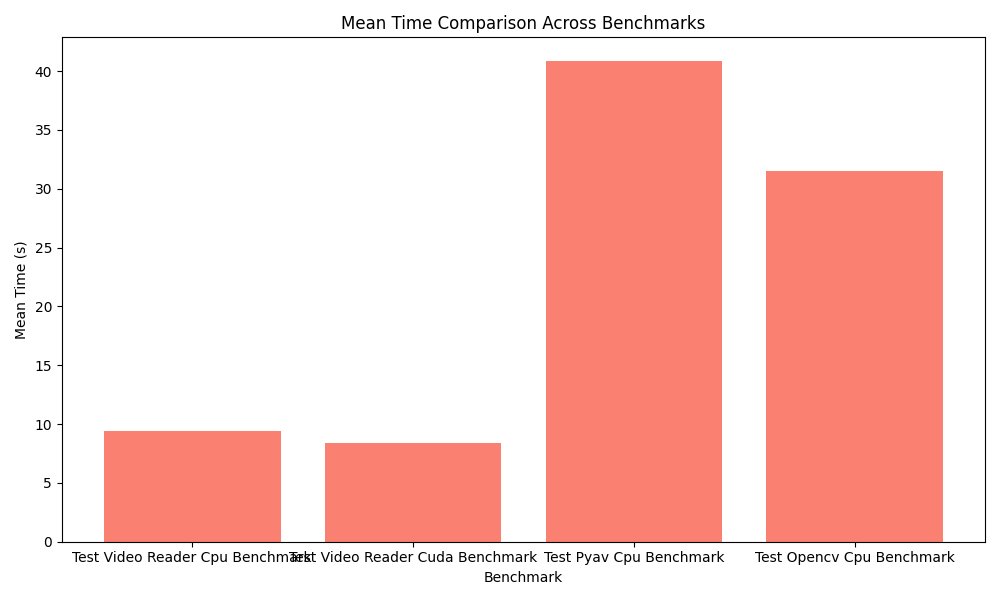 Mean Time Comparison Across Benchmarks
Mean Time (s)
40
35
30
25
20
15
10
5
0
Test Video Reader Cpu Benchmark Test Video Reader Cuda Benchmark Test Pyav Cpu Benchmark Test Opencv Cpu Benchmark
Benchmark